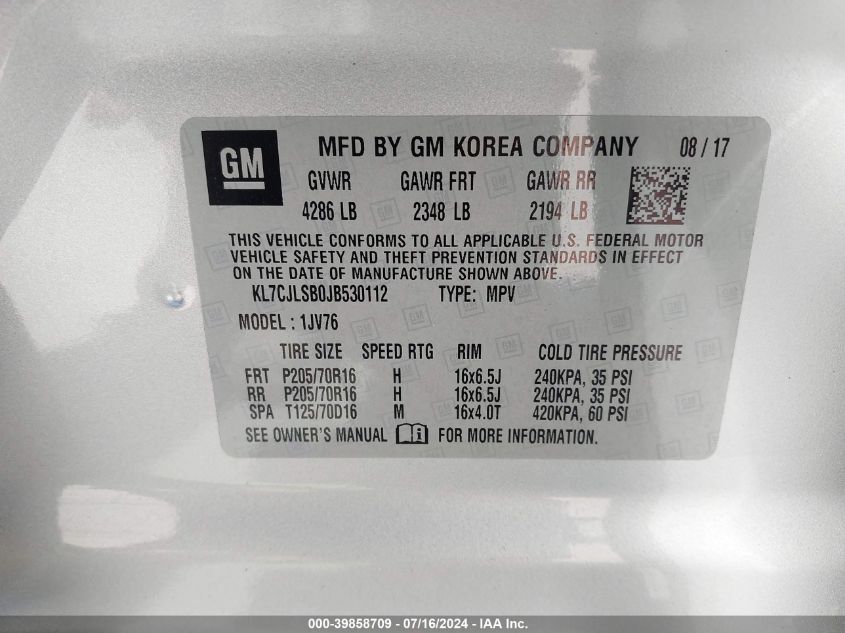 GM MFD BY GM KOREA COMPANY 08 / 17
GVWR GAWR FRT GAWR RR
4286 LB 2348 LB 2194 LB
THIS VEHICLE CONFORMS TO ALL APPLICABLE U.S. FEDERAL MOTOR
VEHICLE SAFETY AND THEFT PREVENTION STANDARDS IN EFFECT
ON THE DATE OF MANUFACTURE SHOWN ABOVE.
KL7CJLSB0JB530112 TYPE: MPV
MODEL : 1JV76
TIRE SIZE SPEED RTG RIM COLD TIRE PRESSURE
FRT P205/70R16 H 16x6.5J 240KPA, 35 PSI
RR P205/70R16 H 16x6.5J 240KPA, 35 PSI
SPA T125/70D16 M 16x4.0T 420KPA, 60 PSI
SEE OWNER'S MANUAL FOR MORE INFORMATION.
000-39858709 - 07/16/2024 - IAA Inc.